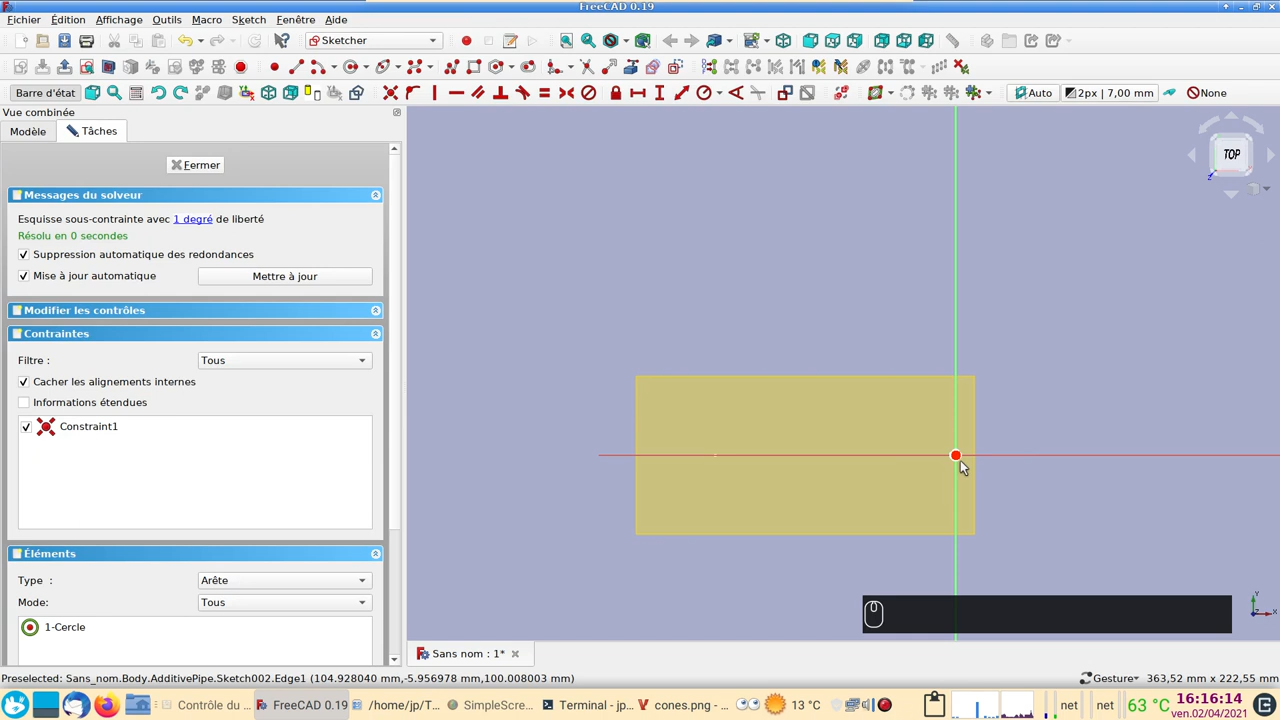 FreeCAD 0.19
Fichier Édition Affichage Outils Macro Sketch Fenêtre Aide
Sketcher
Barre d'état Auto 2px | 7,00 mm None
Vue combinée
Modèle Tâches
Fermer
Messages du solveur
Esquisse sous-contrainte avec 1 degré de liberté
Résolu en 0 secondes
Suppression automatique des redondances
Mise à jour automatique Mettre à jour
Modifier les contrôles
Contraintes
Filtre : Tous
Cacher les alignements internes
Informations étendues
Constraint1
Éléments
Type : Arête
Mode: Tous
1-Cercle
TOP
Z
Y
X
Sans nom : 1*
Preselected: Sans_nom.Body.AdditivePipe.Sketch002.Edge1 (104.928040 mm,-5.956978 mm,100.008003 mm) Gesture 363,52 mm x 222,55 mm
Contrôle du ... FreeCAD 0.19 /home/jp/T... SimpleScre... Terminal - jp... cones.png - ... 13 °C net net 63 °C 16:16:14
ven.02/04/2021